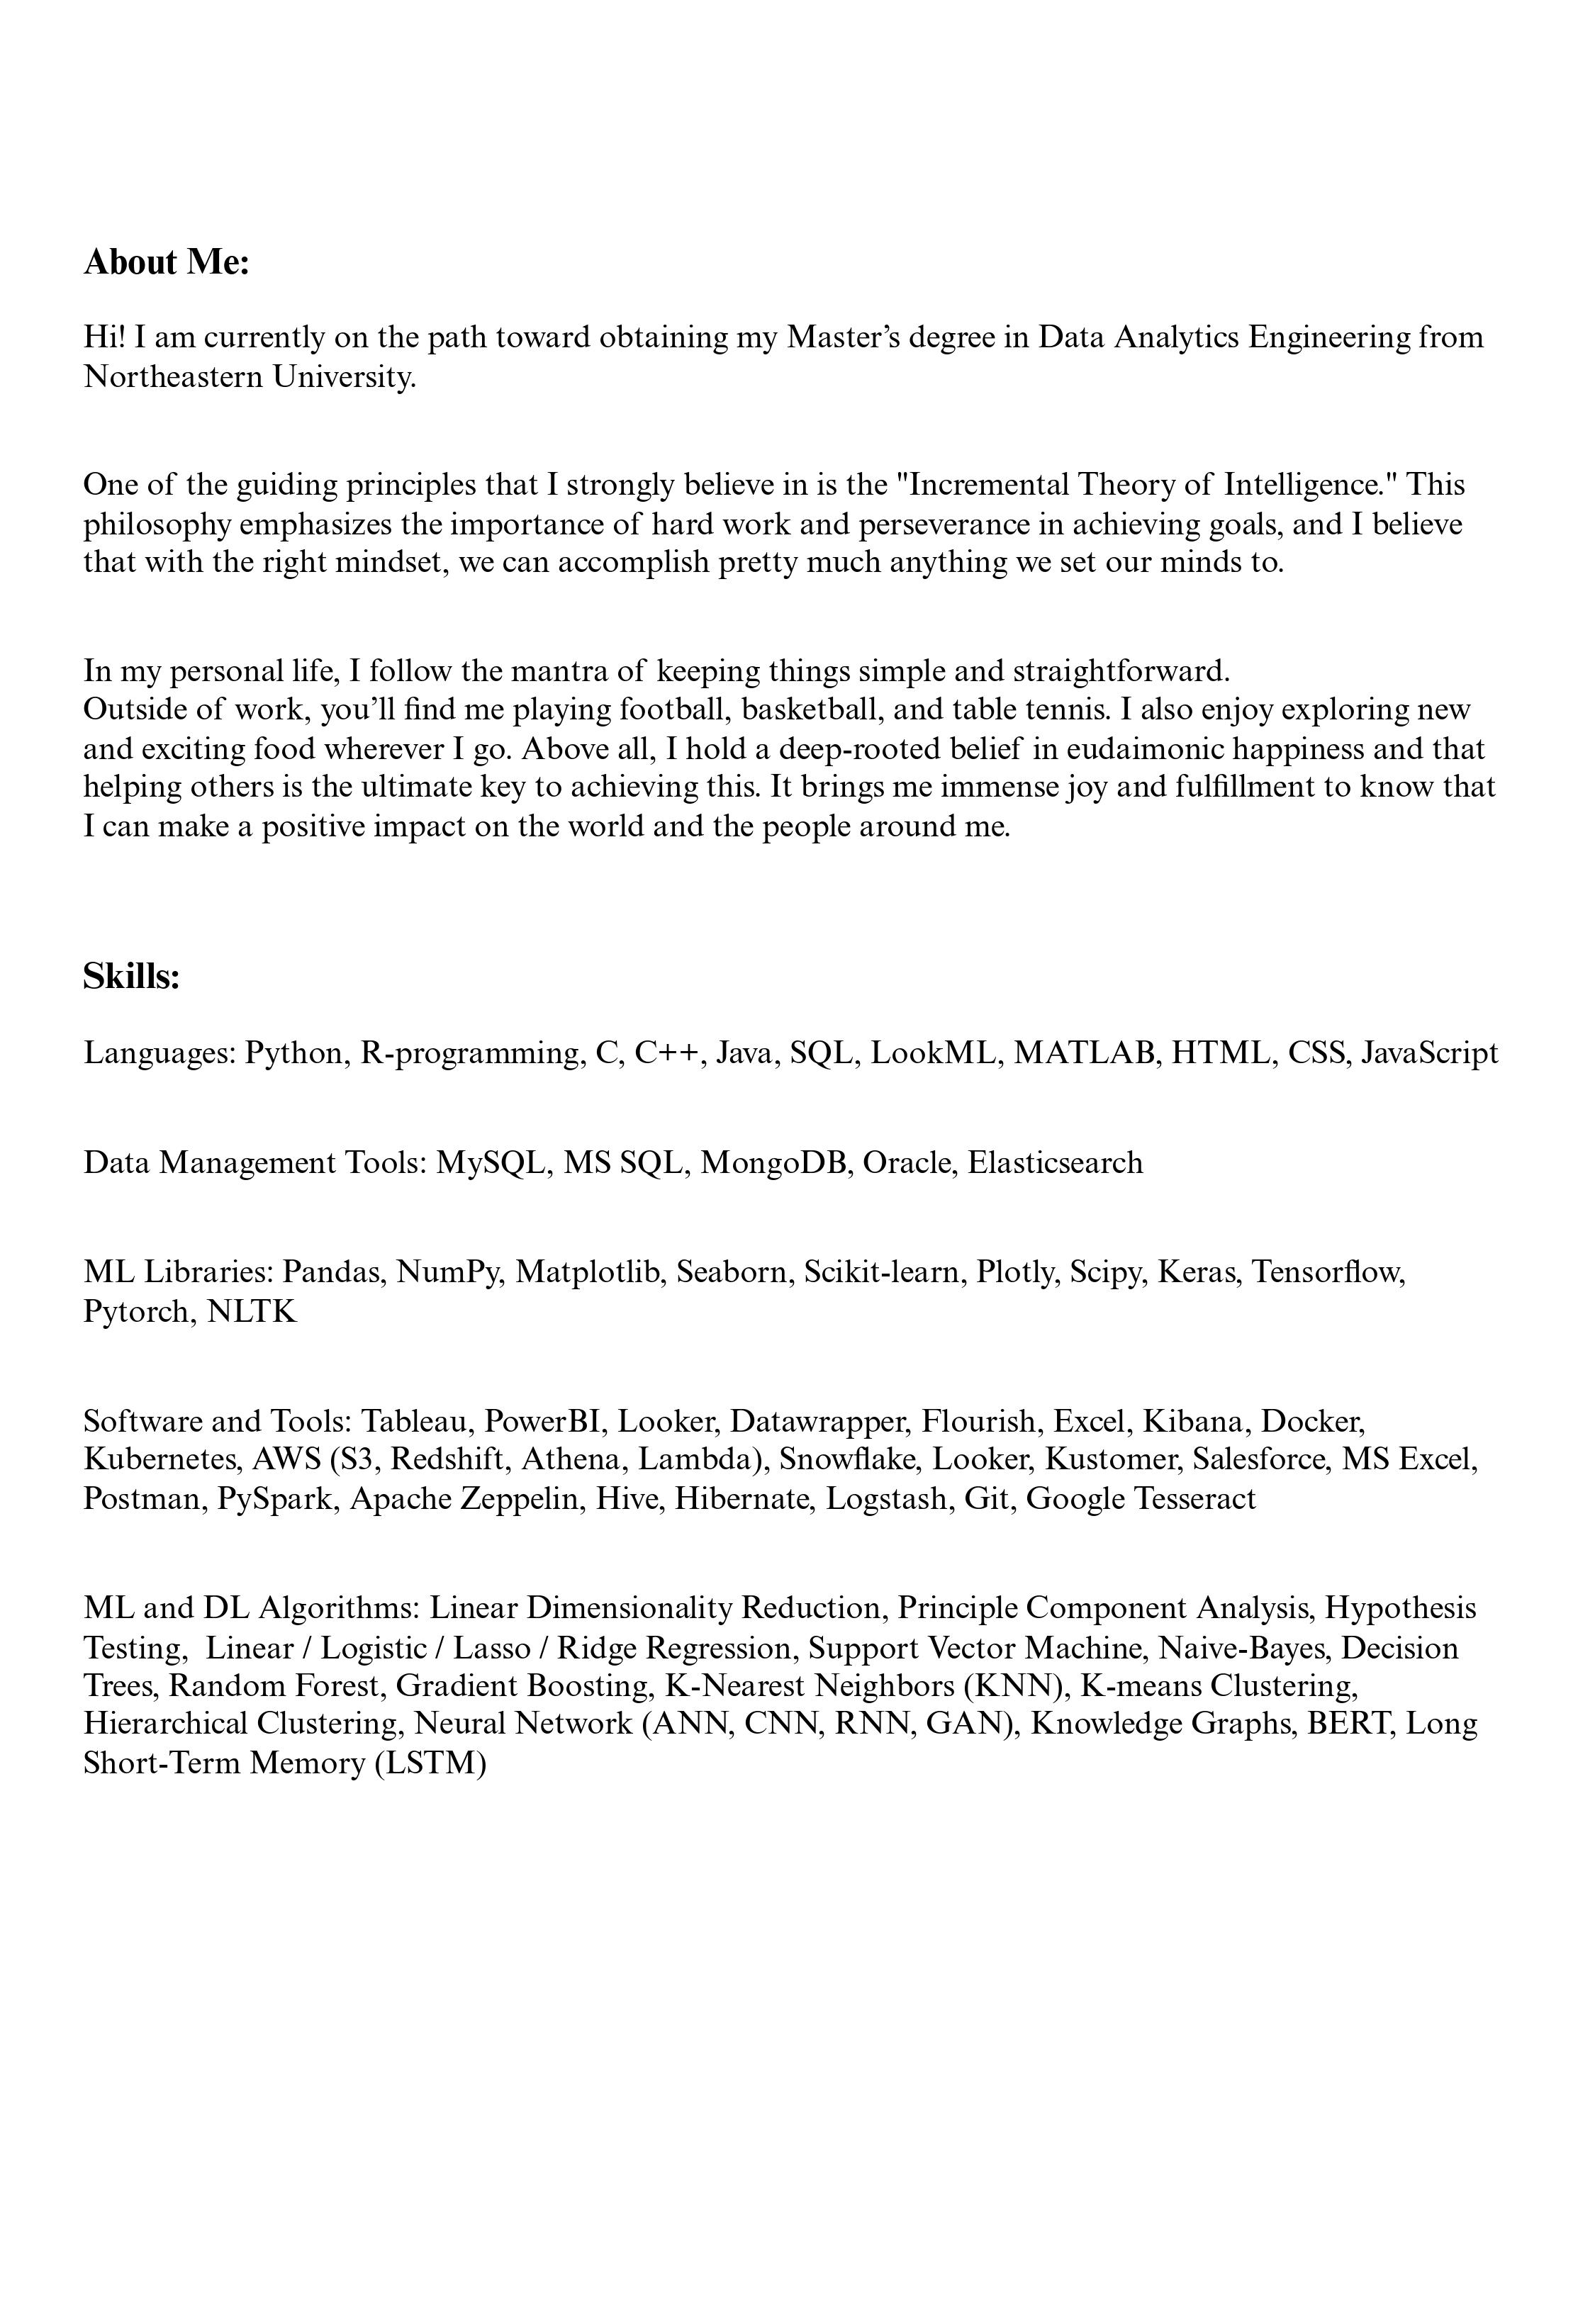 About Me:
Hi! I am currently on the path toward obtaining my Master’s degree in Data Analytics Engineering from
Northeastern University.
One of the guiding principles that I strongly believe in is the "Incremental Theory of Intelligence." This
philosophy emphasizes the importance of hard work and perseverance in achieving goals, and I believe
that with the right mindset, we can accomplish pretty much anything we set our minds to.
In my personal life, I follow the mantra of keeping things simple and straightforward.
Outside of work, you’ll find me playing football, basketball, and table tennis. I also enjoy exploring new
and exciting food wherever I go. Above all, I hold a deep-rooted belief in eudaimonic happiness and that
helping others is the ultimate key to achieving this. It brings me immense joy and fulfillment to know that
I can make a positive impact on the world and the people around me.
Skills:
Languages: Python, R-programming, C, C++, Java, SQL, LookML, MATLAB, HTML, CSS, JavaScript
Data Management Tools: MySQL, MS SQL, MongoDB, Oracle, Elasticsearch
ML Libraries: Pandas, NumPy, Matplotlib, Seaborn, Scikit-learn, Plotly, Scipy, Keras, Tensorflow,
Pytorch, NLTK
Software and Tools: Tableau, PowerBI, Looker, Datawrapper, Flourish, Excel, Kibana, Docker,
Kubernetes, AWS (S3, Redshift, Athena, Lambda), Snowflake, Looker, Kustomer, Salesforce, MS Excel,
Postman, PySpark, Apache Zeppelin, Hive, Hibernate, Logstash, Git, Google Tesseract
ML and DL Algorithms: Linear Dimensionality Reduction, Principle Component Analysis, Hypothesis
Testing,  Linear / Logistic / Lasso / Ridge Regression, Support Vector Machine, Naive-Bayes, Decision
Trees, Random Forest, Gradient Boosting, K-Nearest Neighbors (KNN), K-means Clustering,
Hierarchical Clustering, Neural Network (ANN, CNN, RNN, GAN), Knowledge Graphs, BERT, Long
Short-Term Memory (LSTM)